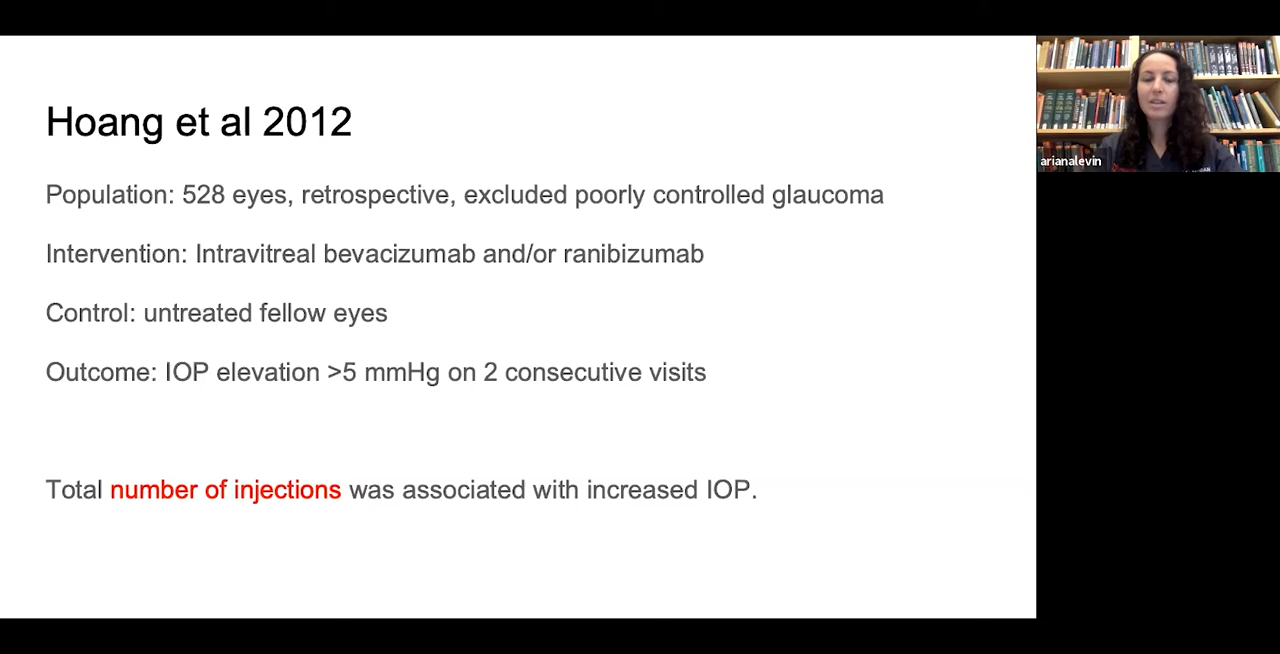 Hoang et al 2012
Population: 528 eyes, retrospective, excluded poorly controlled glaucoma
Intervention: Intravitreal bevacizumab and/or ranibizumab
Control: untreated fellow eyes
Outcome: IOP elevation >5 mmHg on 2 consecutive visits
Total number of injections was associated with increased IOP.
arianalevin